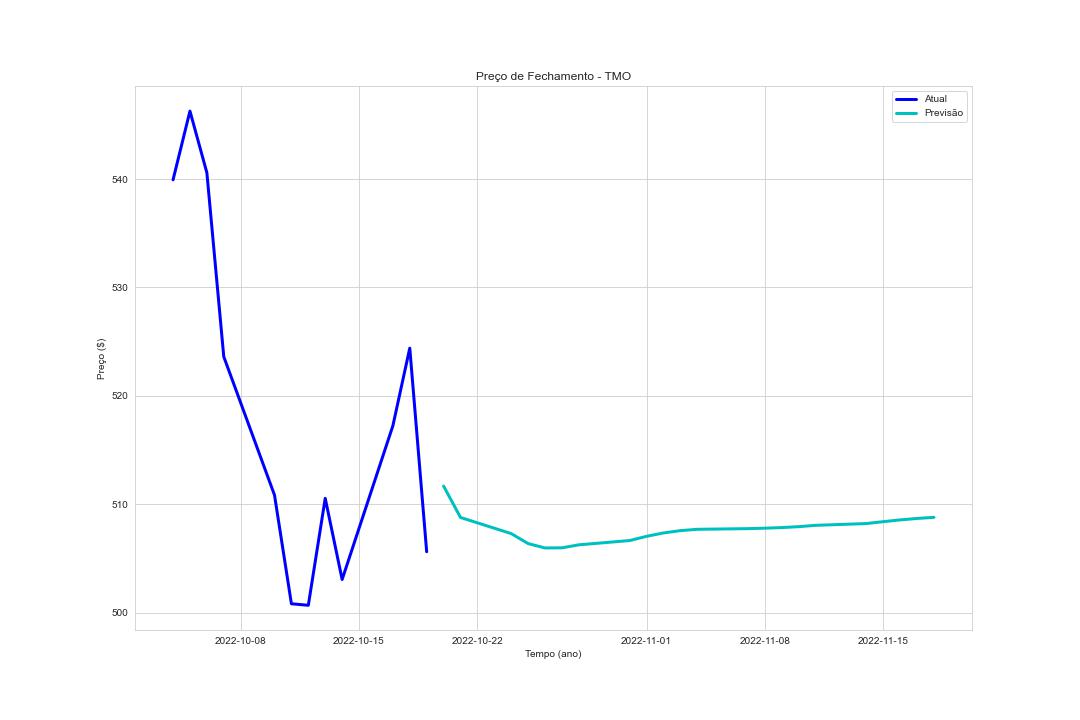 Preço de Fechamento - TMO
Atual
Previsão
Preço ($)
540
530
520
510
500
2022-10-08
2022-10-15
2022-10-22
2022-11-01
2022-11-08
2022-11-15
Tempo (ano)